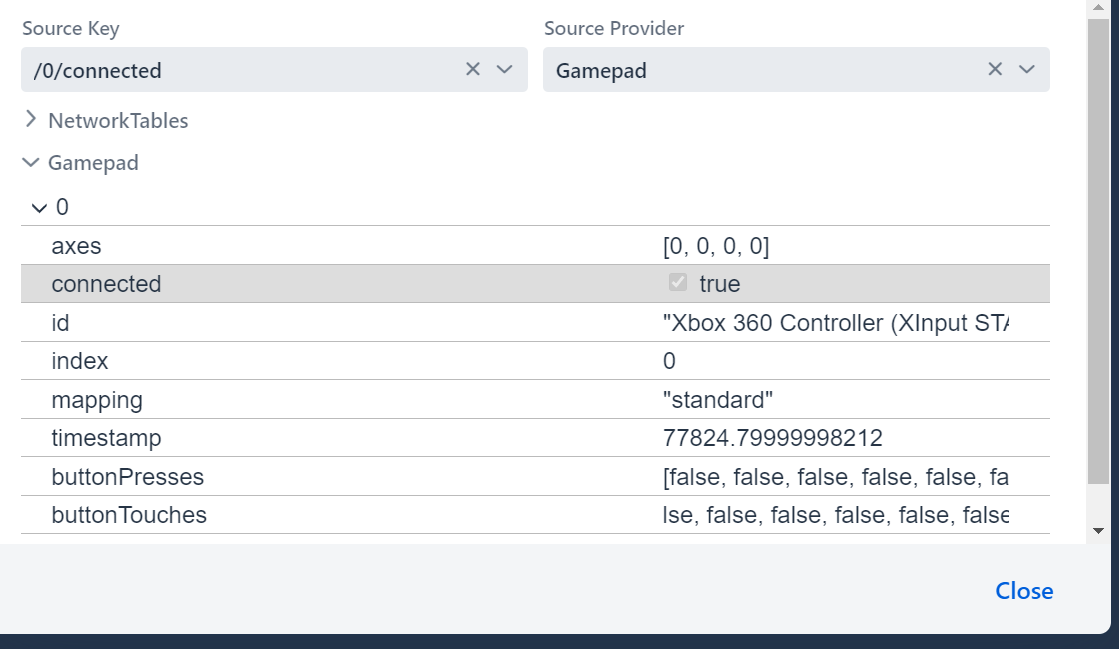 Source Key Source Provider
/0/connected Gamepad
NetworkTables
Gamepad
0
axes [0, 0, 0, 0]
connected true
id "Xbox 360 Controller (XInput STA
index 0
mapping "standard"
timestamp 77824.79999998212
buttonPresses [false, false, false, false, false, fa
buttonTouches lse, false, false, false, false, false
Close